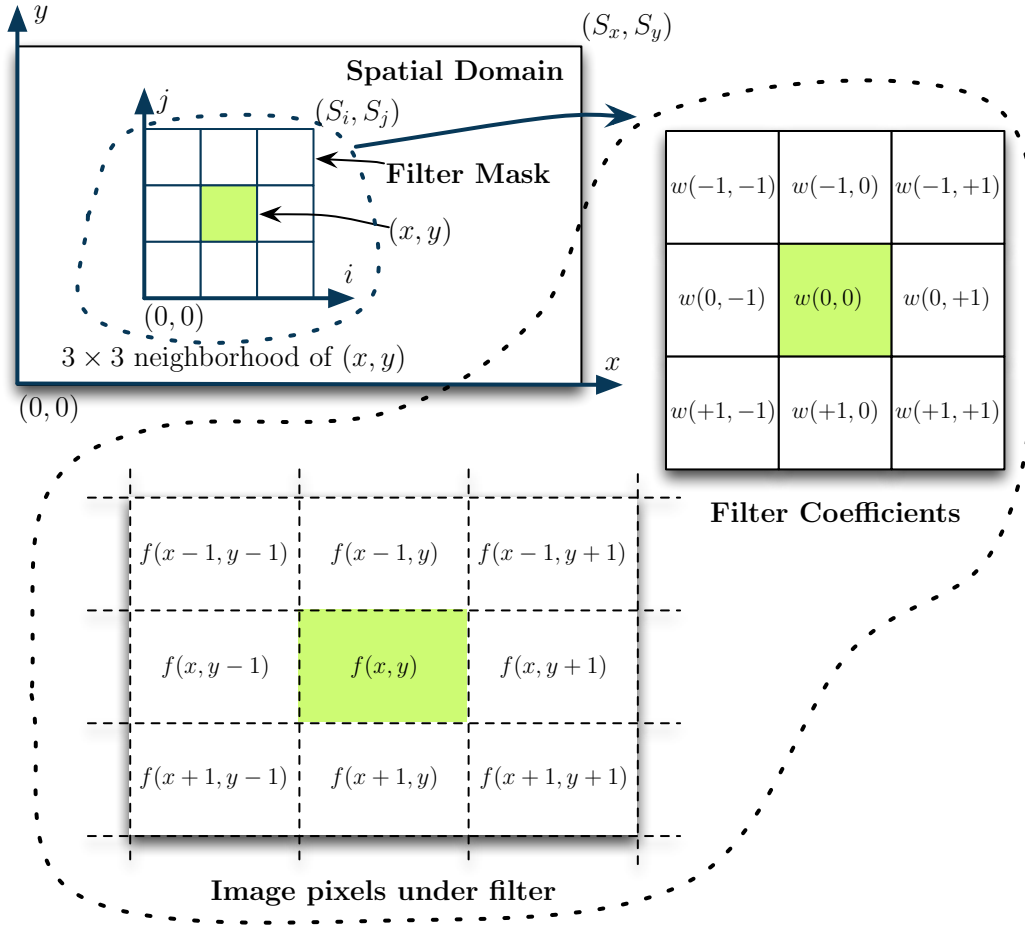 y
(S_x, S_y)
Spatial Domain
j
(S_i, S_j)
Filter Mask
(x, y)
i
(0, 0)
3 × 3 neighborhood of (x, y)
x
(0, 0)
w(−1, −1) w(−1, 0) w(−1, +1)
w(0, −1) w(0, 0) w(0, +1)
w(+1, −1) w(+1, 0) w(+1, +1)
Filter Coefficients
f(x − 1, y − 1) f(x − 1, y) f(x − 1, y + 1)
f(x, y − 1) f(x, y) f(x, y + 1)
f(x + 1, y − 1) f(x + 1, y) f(x + 1, y + 1)
Image pixels under filter